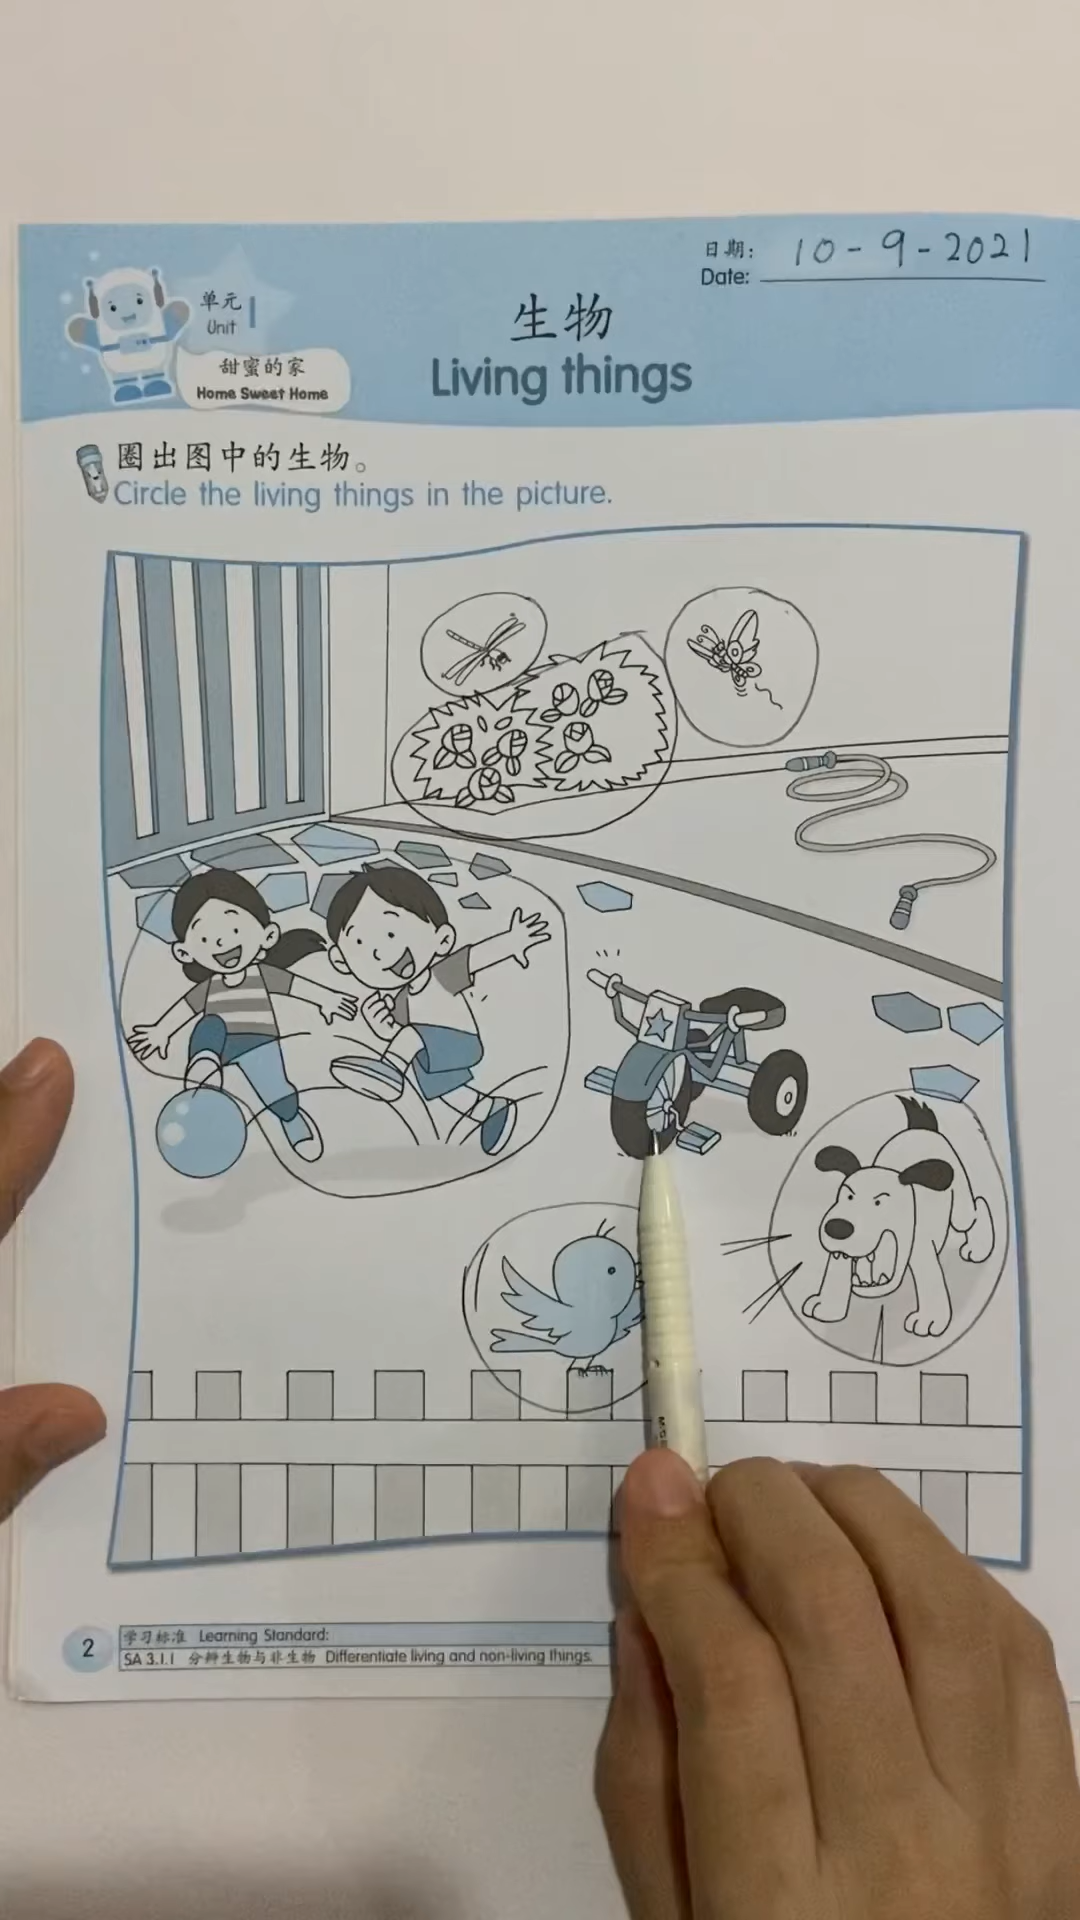 日期：
Date: 10-9-2021
单元 1
Unit
甜蜜的家
Home Sweet Home
生物
Living things
圈出图中的生物。
Circle the living things in the picture.
2
学习标准 Learning Standard:
SA 3.1.1 分辨生物与非生物 Differentiate living and non-living things.